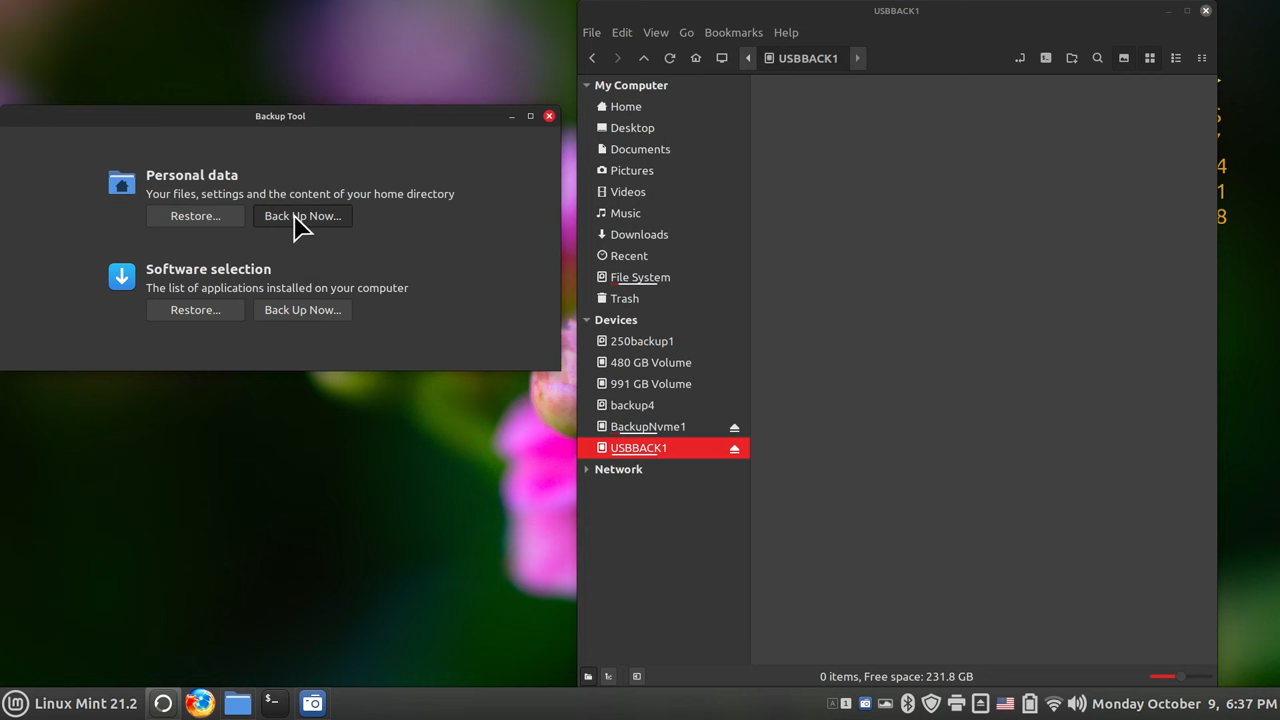 USBBACK1
File Edit View Go Bookmarks Help
USBBACK1
My Computer
Home
Desktop
Documents
Pictures
Videos
Music
Downloads
Recent
File System
Trash
Devices
250backup1
480 GB Volume
991 GB Volume
backup4
BackupNvme1
USBBACK1
Network
0 items, Free space: 231.8 GB
Backup Tool
Personal data
Your files, settings and the content of your home directory
Restore... Back Up Now...
Software selection
The list of applications installed on your computer
Restore... Back Up Now...
4
1
8
Linux Mint 21.2
A 1 Monday October 9, 6:37 PM